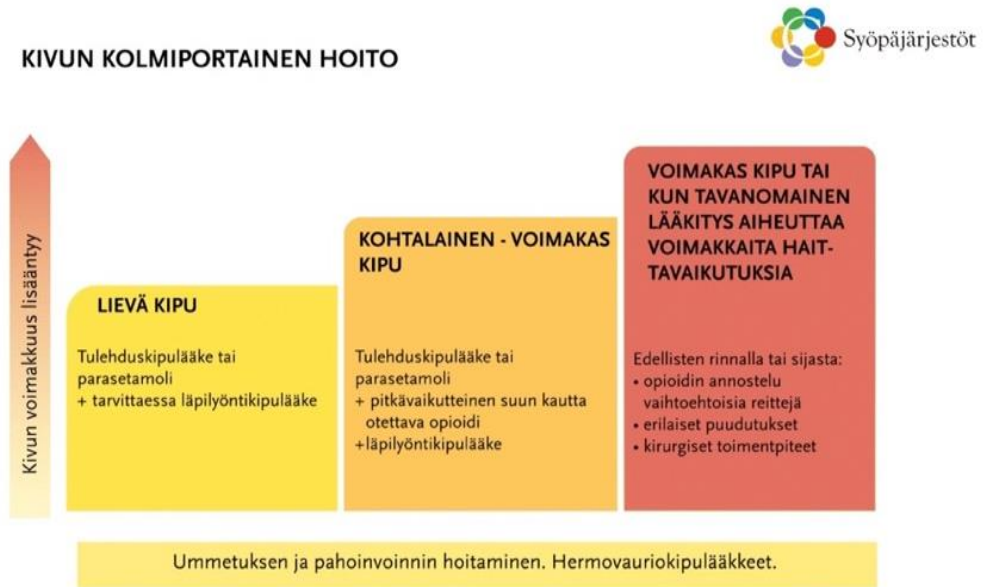 KIVUN KOLMIPORTAINEN HOITO
Syöpäjärjestöt
Kivun voimakkuus lisääntyy
LIEVÄ KIPU
Tulehduskipulääke tai
parasetamoli
+ tarvittaessa läpilyöntikipulääke
KOHTALAINEN - VOIMAKAS
KIPU
Tulehduskipulääke tai
parasetamoli
+ pitkävaikutteinen suun kautta
otettava opioidi
+läpilyöntikipulääke
VOIMAKAS KIPU TAI
KUN TAVANOMAINEN
LÄÄKITYS AIHEUTTAA
VOIMAKKAITA HAIT-
TAVAIKUTUKSIA
Edellisten rinnalla tai sijasta:
• opioidin annostelu
vaihtoehtoisia reittejä
• erilaiset puudutukset
• kirurgiset toimentpiteet
Ummetuksen ja pahoinvoinnin hoitaminen. Hermovauriokipulääkkeet.